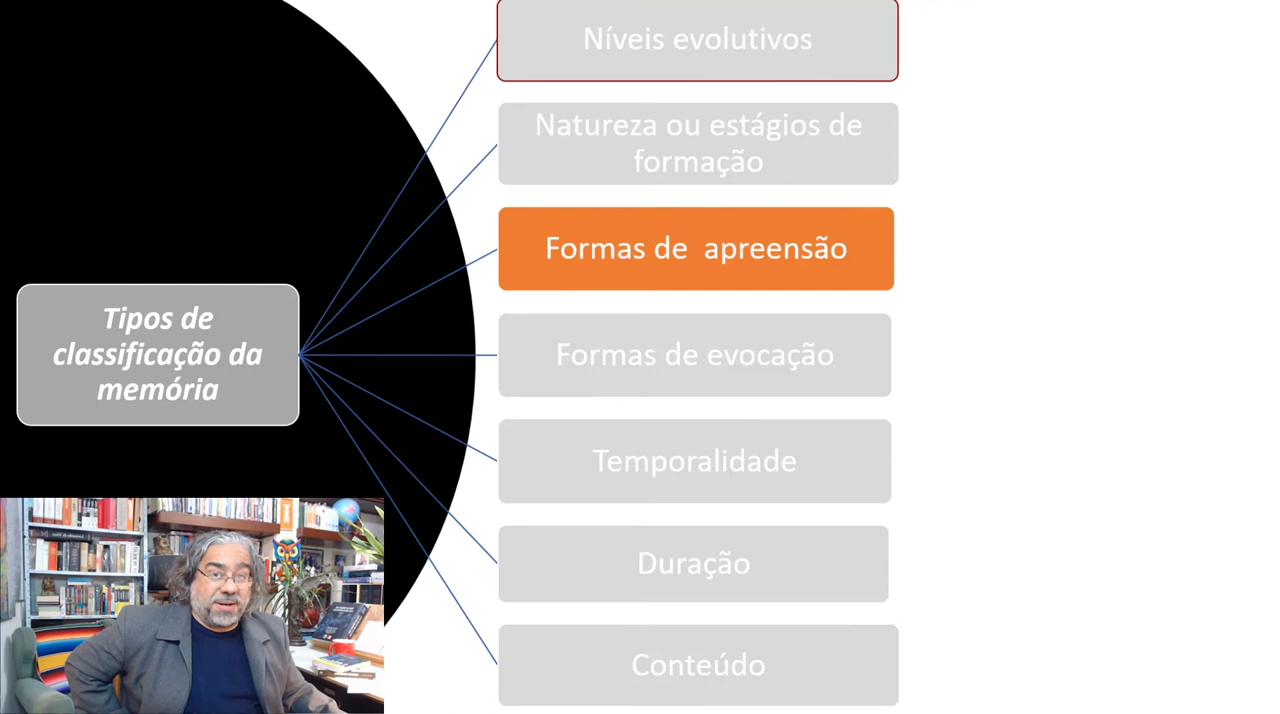 Níveis evolutivos
Natureza ou estágios de
formação
Formas de  apreensão
Tipos de
classificação da
memória
Formas de evocação
Temporalidade
Duração
Conteúdo